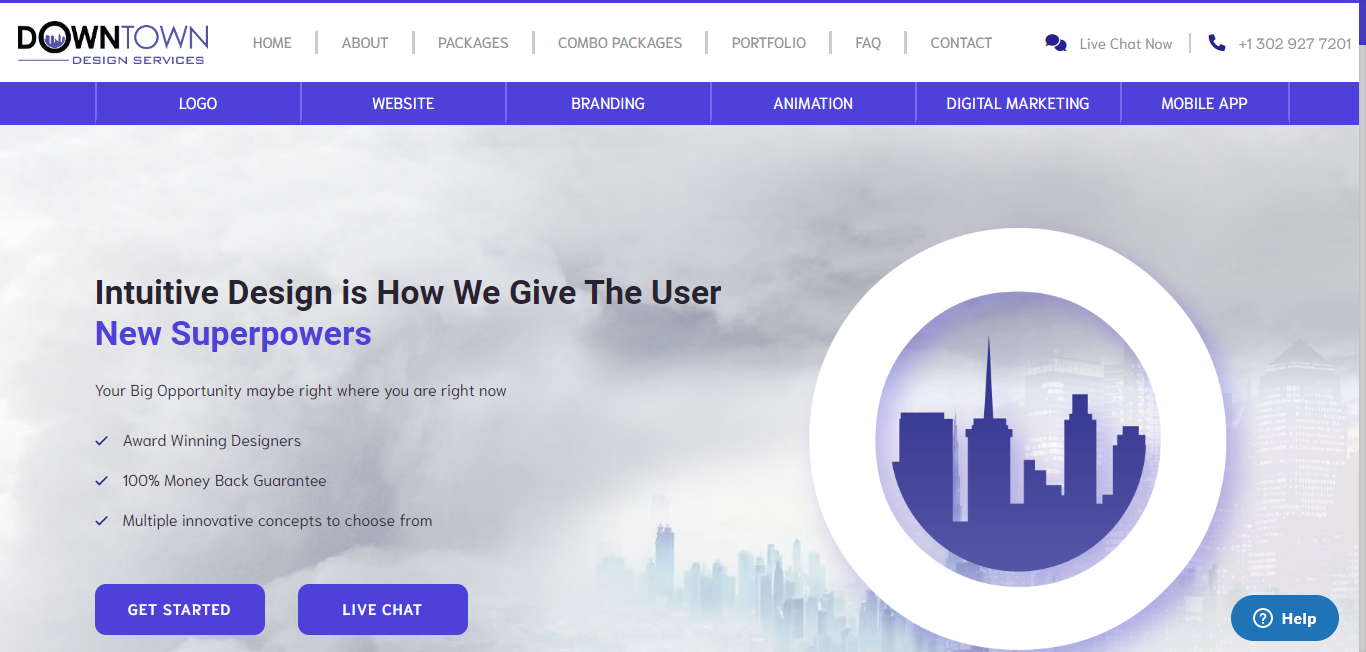 DOWNTOWN
DESIGN SERVICES
HOME
ABOUT
PACKAGES
COMBO PACKAGES
PORTFOLIO
FAQ
CONTACT
Live Chat Now
+1 302 927 7201
LOGO
WEBSITE
BRANDING
ANIMATION
DIGITAL MARKETING
MOBILE APP
Intuitive Design is How We Give The User
New Superpowers
Your Big Opportunity maybe right where you are right now
Award Winning Designers
100% Money Back Guarantee
Multiple innovative concepts to choose from
GET STARTED
LIVE CHAT
Help